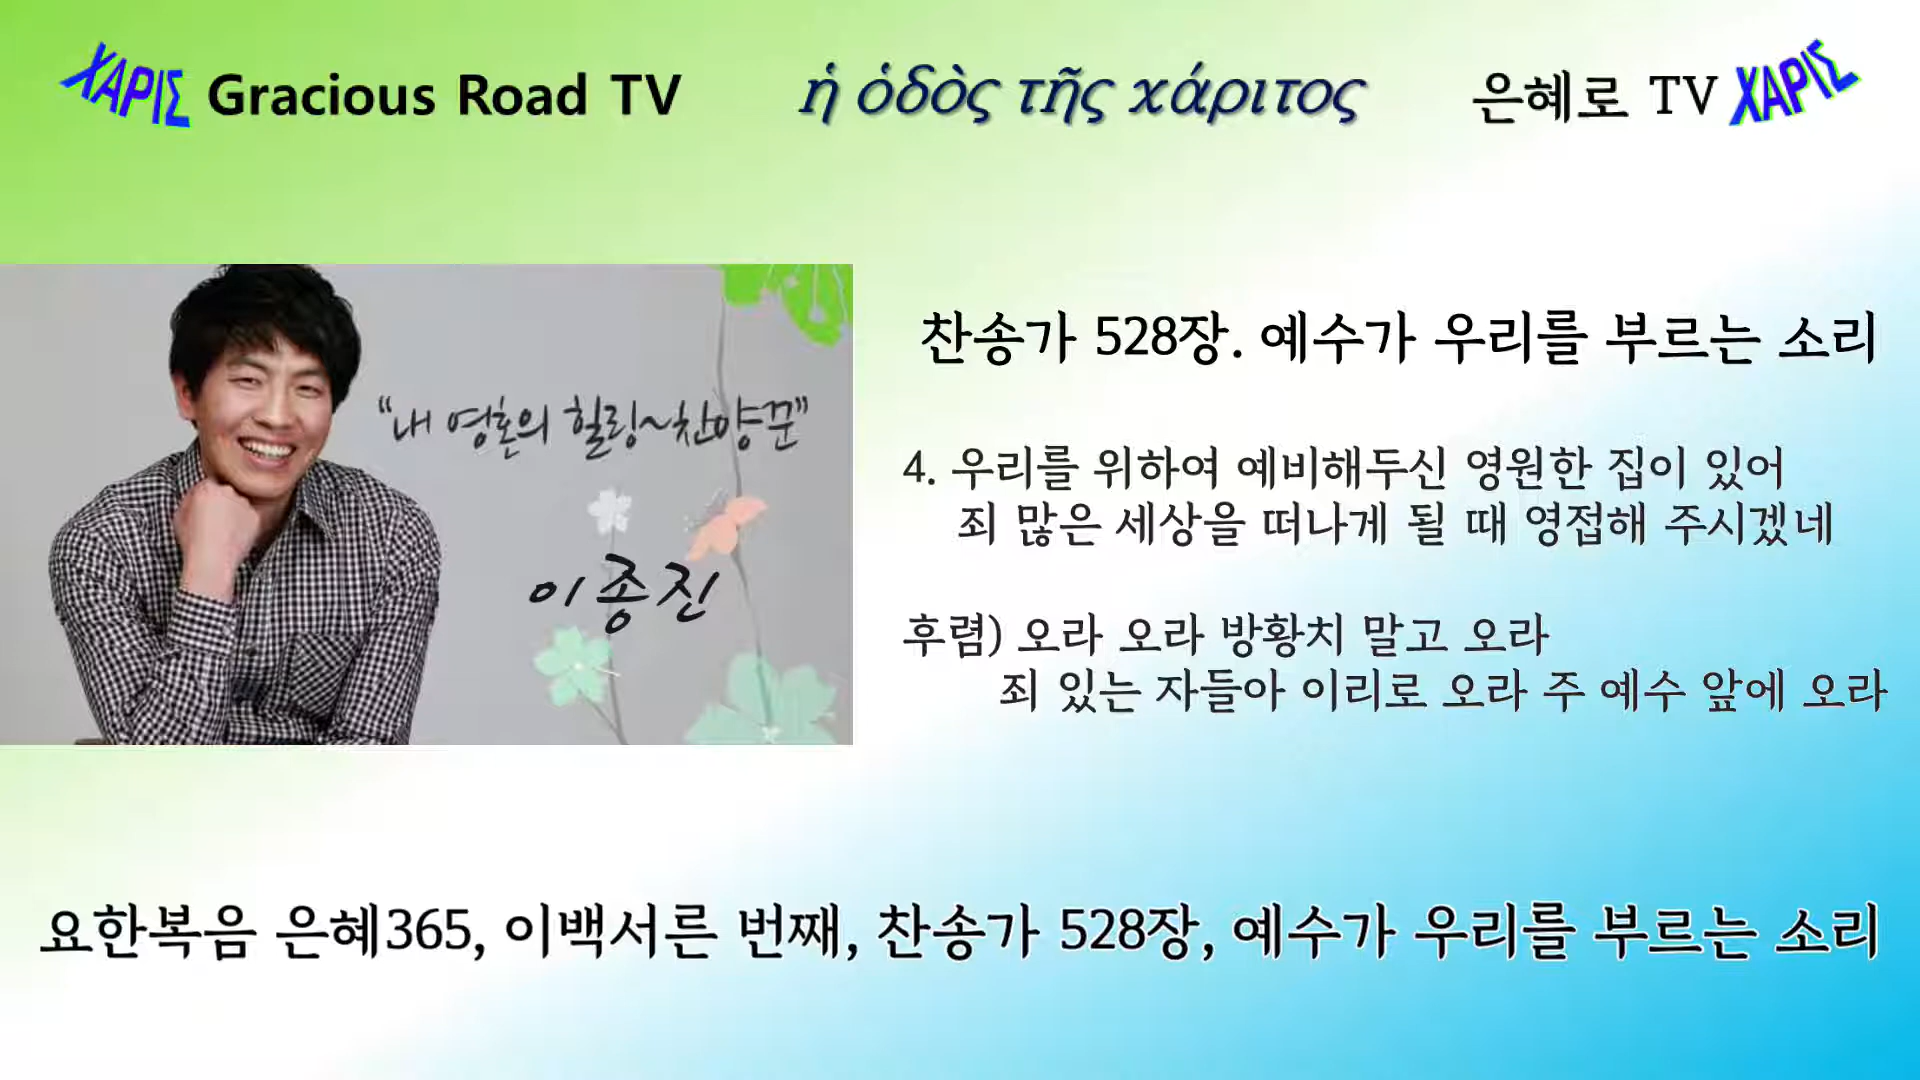 ΧΑΡΙΣ Gracious Road TV ἡ ὁδὸς τῆς χάριτος 은혜로 TV ΧΑΡΙΣ
"내 영혼의 힐링~찬양꾼"
이종진
찬송가 528장. 예수가 우리를 부르는 소리
4. 우리를 위하여 예비해두신 영원한 집이 있어
죄 많은 세상을 떠나게 될 때 영접해 주시겠네
후렴) 오라 오라 방황치 말고 오라
죄 있는 자들아 이리로 오라 주 예수 앞에 오라
요한복음 은혜365, 이백서른 번째, 찬송가 528장, 예수가 우리를 부르는 소리